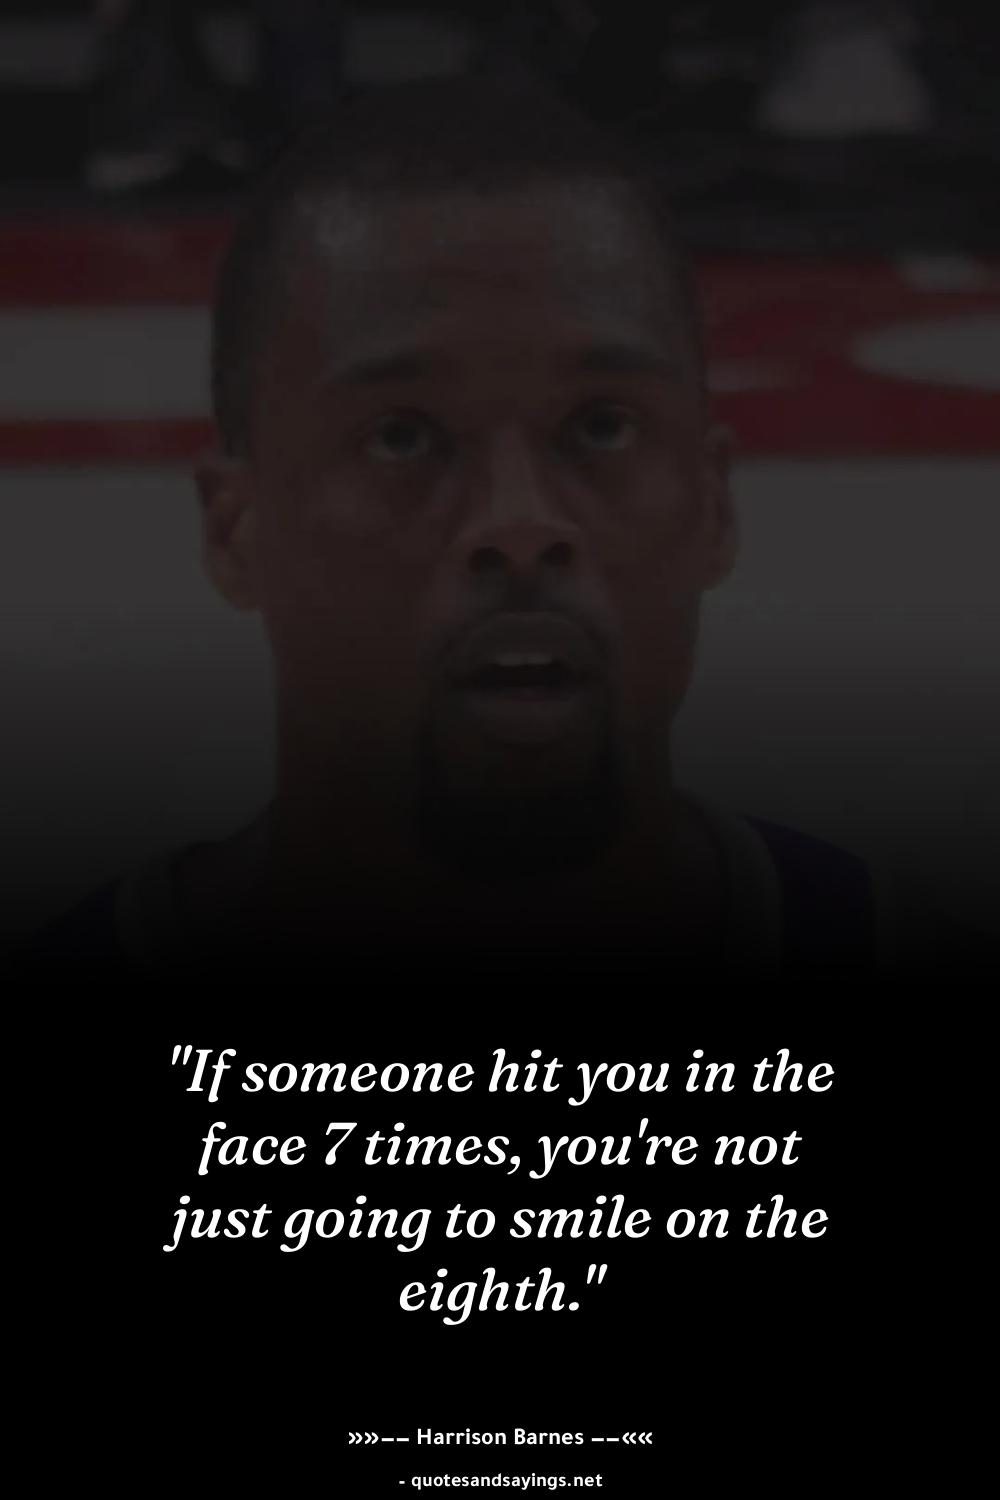 "If someone hit you in the
face 7 times, you're not
just going to smile on the
eighth."
»»−− Harrison Barnes −−««
- quotesandsayings.net